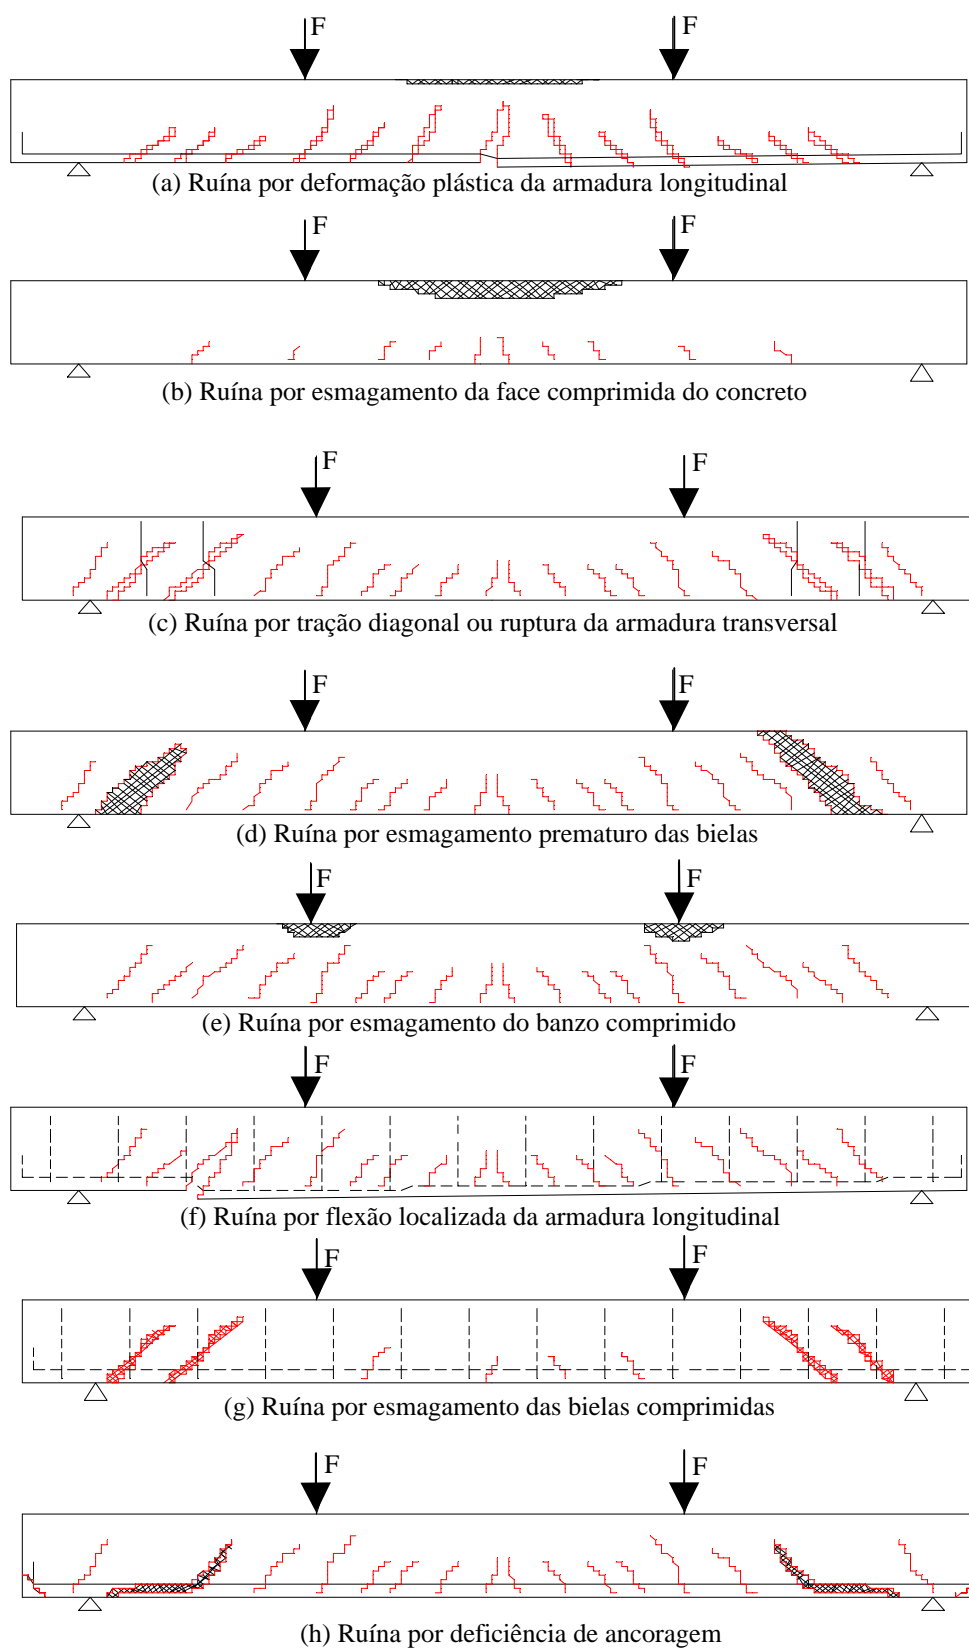 F F
(a) Ruína por deformação plástica da armadura longitudinal
F F
(b) Ruína por esmagamento da face comprimida do concreto
F F
(c) Ruína por tração diagonal ou ruptura da armadura transversal
F F
(d) Ruína por esmagamento prematuro das bielas
F F
(e) Ruína por esmagamento do banzo comprimido
F F
(f) Ruína por flexão localizada da armadura longitudinal
F F
(g) Ruína por esmagamento das bielas comprimidas
F F
(h) Ruína por deficiência de ancoragem